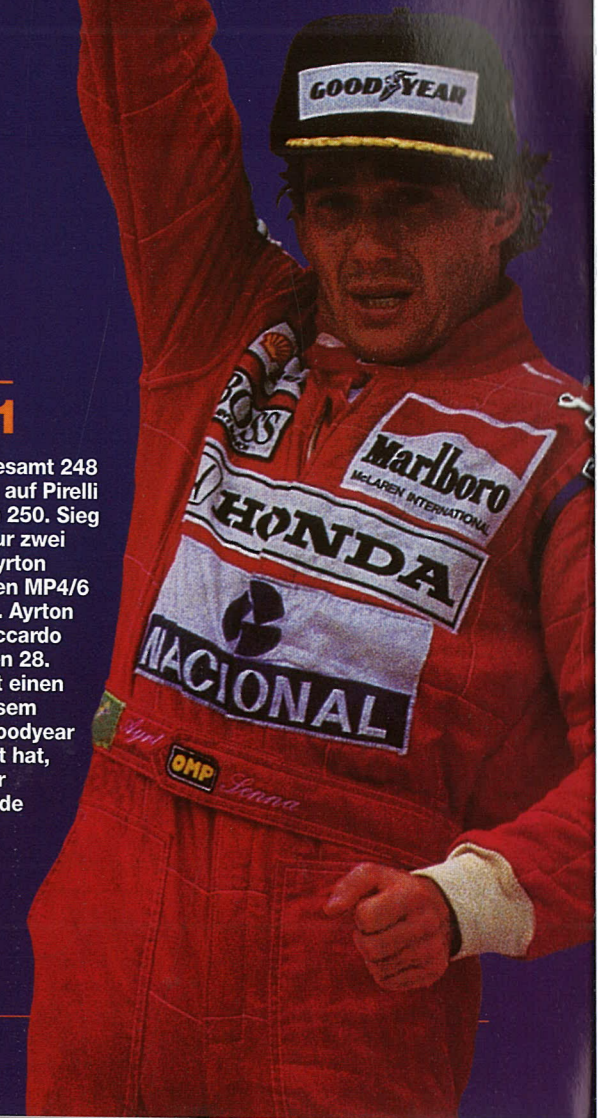 GOODYEAR
BOSS
Marlboro
McLAREN INTERNATIONAL
HONDA
NACIONAL
OMP
Senna
1
esamt 248
auf Pirelli
250. Sieg
ur zwei
yrton
en MP4/6
. Ayrton
ccardo
n 28.
t einen
sem
oodyear
t hat,
r
de